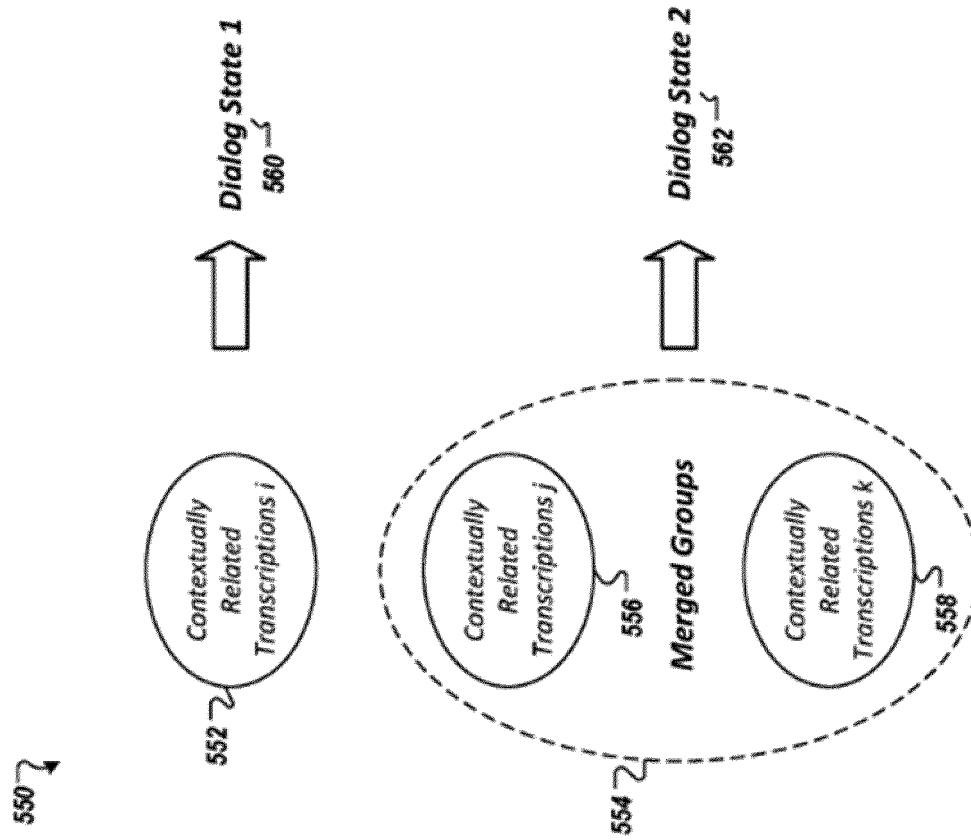 550
552
Contextually
Related
Transcriptions i
Dialog State 1
560
554
Contextually
Related
Transcriptions j
556
Merged Groups
Contextually
Related
Transcriptions k
558
Dialog State 2
562